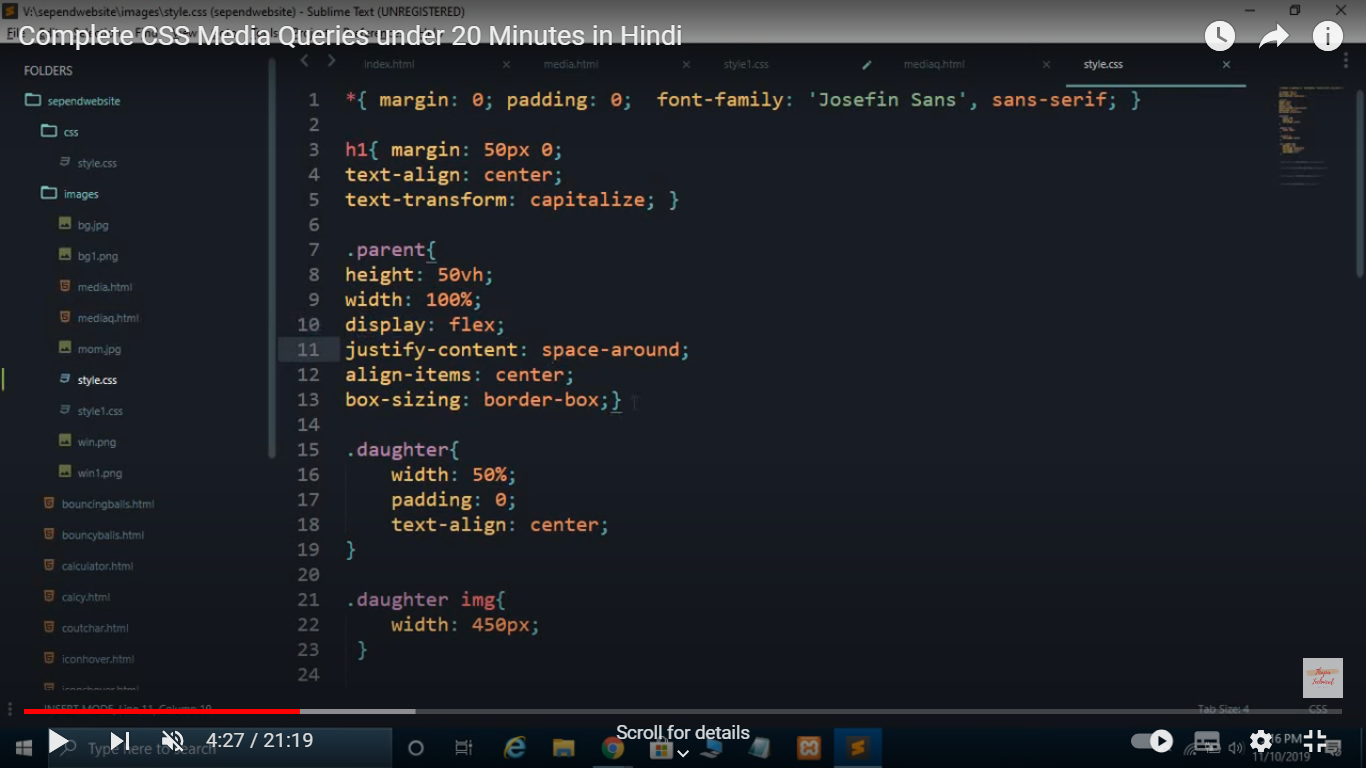 V:\sependwebsite\images\style.css (sependwebsite) - Sublime Text (UNREGISTERED)
Complete CSS Media Queries under 20 Minutes in Hindi
FOLDERS
sependwebsite
css
style.css
images
bg.jpg
bg1.png
media.html
mediaq.html
mom.jpg
style.css
style1.css
win.png
win1.png
bouncingballs.html
bouncyballs.html
calculator.html
calcy.html
coutchar.html
iconhover.html
index.html
media.html
style1.css
mediaq.html
style.css
1 *{ margin: 0; padding: 0; font-family: 'Josefin Sans', sans-serif; }
2
3 h1{ margin: 50px 0;
4 text-align: center;
5 text-transform: capitalize; }
6
7 .parent{
8 height: 50vh;
9 width: 100%;
10 display: flex;
11 justify-content: space-around;
12 align-items: center;
13 box-sizing: border-box;}
14
15 .daughter{
16 width: 50%;
17 padding: 0;
18 text-align: center;
19 }
20
21 .daughter img{
22 width: 450px;
23 }
24
INSERT MODE, Line 11, Column 19
Tab Size: 4
CSS
4:27 / 21:19
Type here to search
Scroll for details
11/10/2019